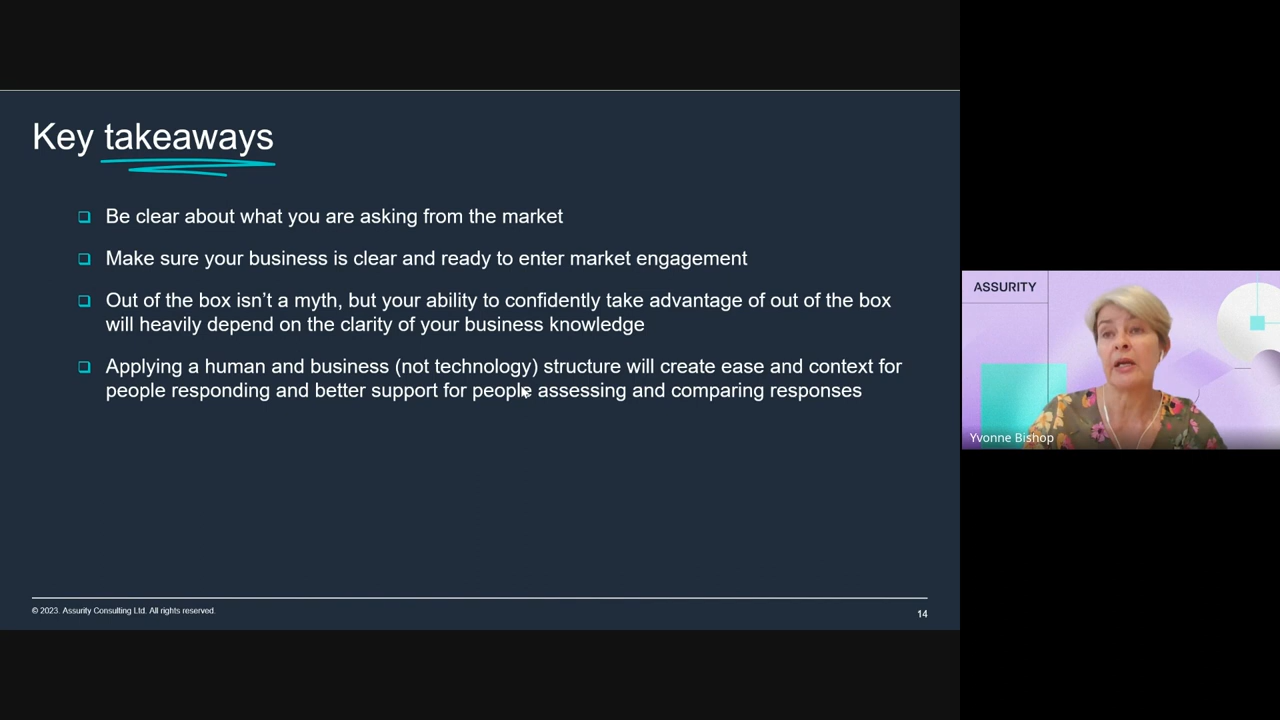 Key takeaways
Be clear about what you are asking from the market
Make sure your business is clear and ready to enter market engagement
Out of the box isn’t a myth, but your ability to confidently take advantage of out of the box
will heavily depend on the clarity of your business knowledge
Applying a human and business (not technology) structure will create ease and context for
people responding and better support for people assessing and comparing responses
© 2023. Assurity Consulting Ltd. All rights reserved.
14
ASSURITY
Yvonne Bishop